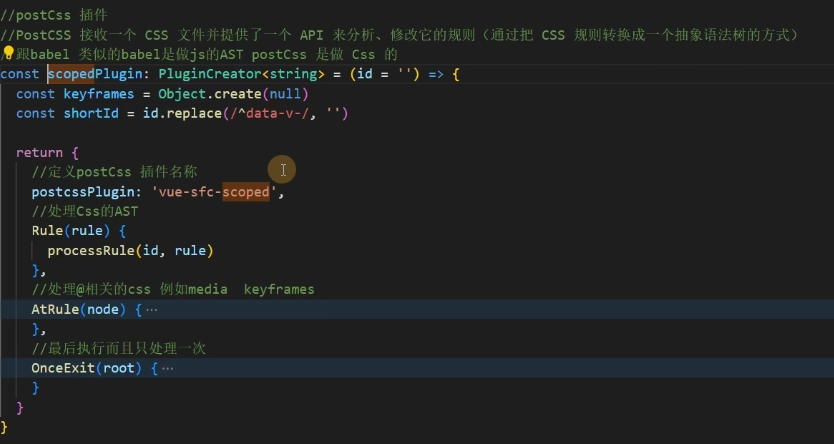 //postCss 插件
//PostCSS 接收一个 CSS 文件并提供了一个 API 来分析、修改它的规则（通过把 CSS 规则转换成一个抽象语法树的方式）
/跟babel 类似的babel是做js的AST postCss 是做 Css 的
const scopedPlugin: PluginCreator<string> = (id = '') => {
  const keyframes = Object.create(null)
  const shortId = id.replace(/^data-v-/, '')
  return {
    //定义postCss 插件名称
    postcssPlugin: 'vue-sfc-scoped',
    //处理Css的AST
    Rule(rule) {
      processRule(id, rule)
    },
    //处理@相关的css 例如media  keyframes
    AtRule(node) { ···
    },
    //最后执行而且只处理一次
    OnceExit(root) { ···
    }
  }
}